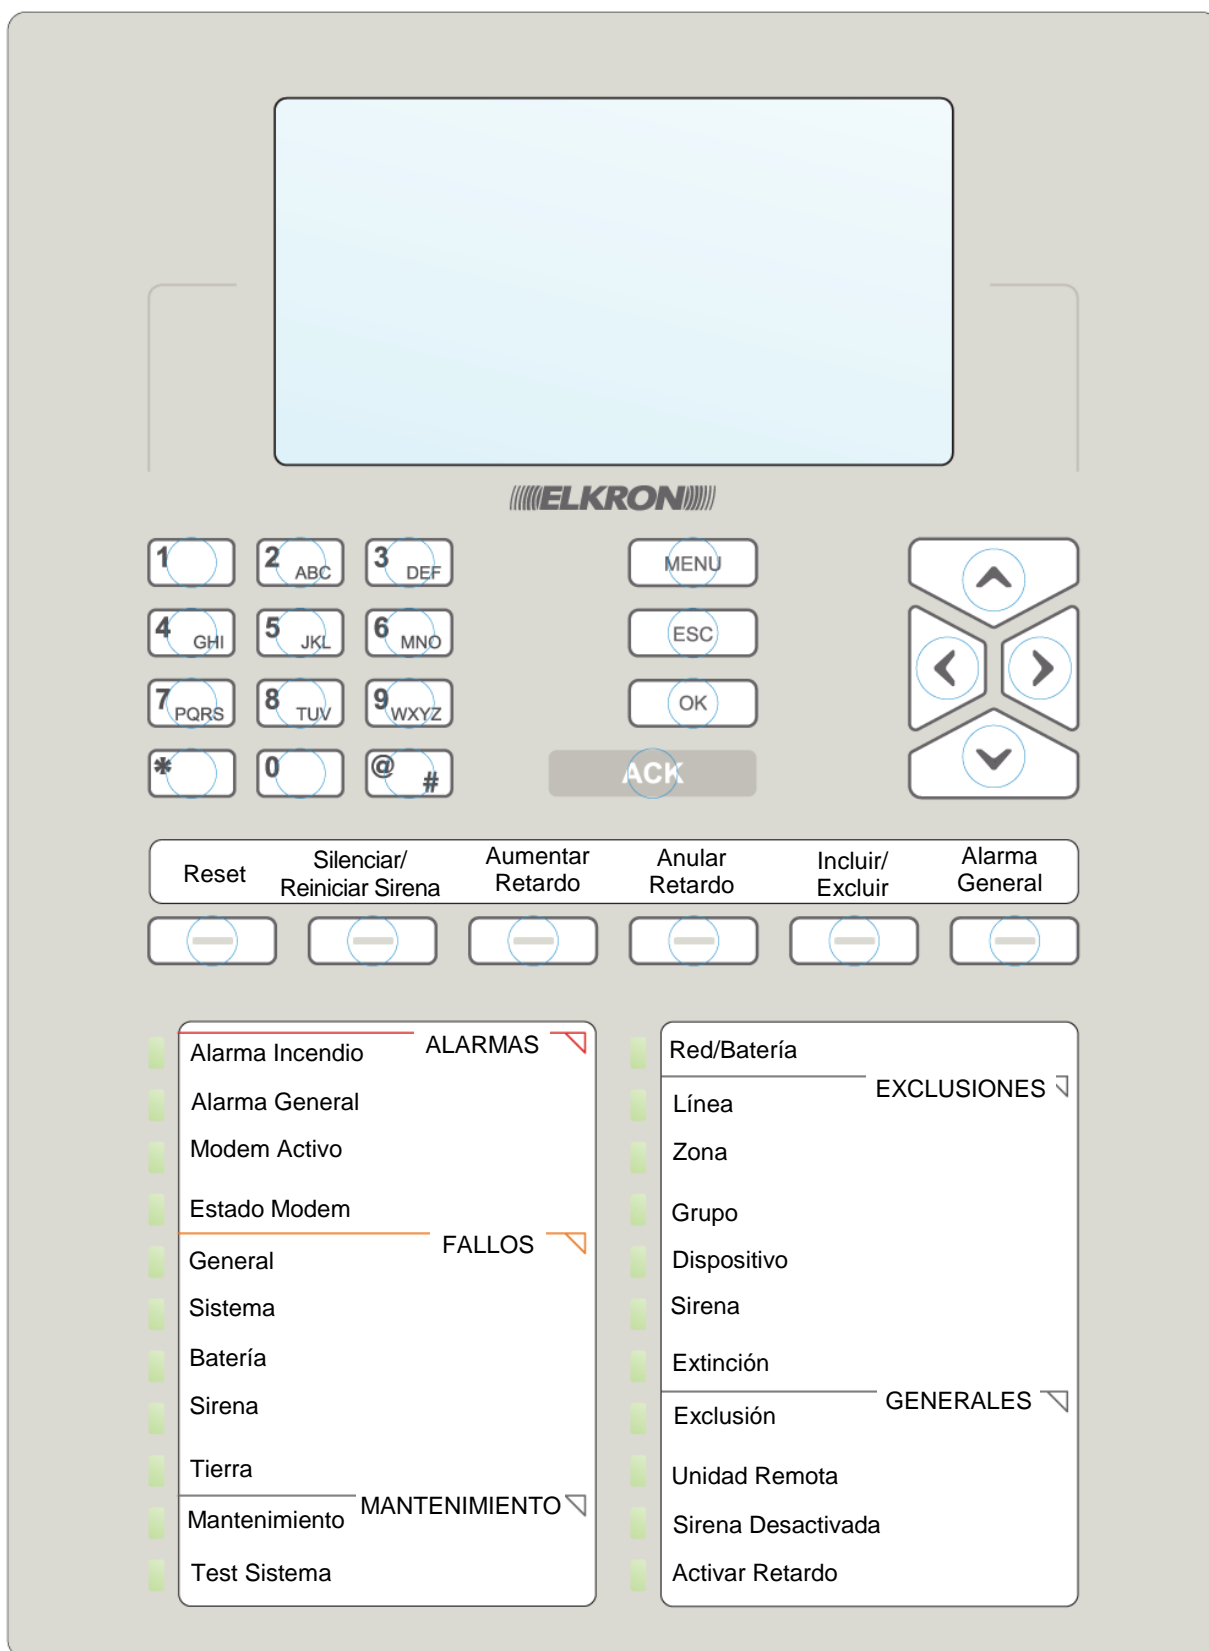 ELKRON
1
2 ABC
3 DEF
MENU
4 GHI
5 JKL
6 MNO
ESC
7 PQRS
8 TUV
9 WXYZ
OK
*
0
@ #
ACK
Reset
Silenciar/
Reiniciar Sirena
Aumentar
Retardo
Anular
Retardo
Incluir/
Excluir
Alarma
General
ALARMAS
Alarma Incendio
Alarma General
Modem Activo
Estado Modem
FALLOS
General
Sistema
Batería
Sirena
Tierra
MANTENIMIENTO
Mantenimiento
Test Sistema
Red/Batería
EXCLUSIONES
Línea
Zona
Grupo
Dispositivo
Sirena
Extinción
GENERALES
Exclusión
Unidad Remota
Sirena Desactivada
Activar Retardo